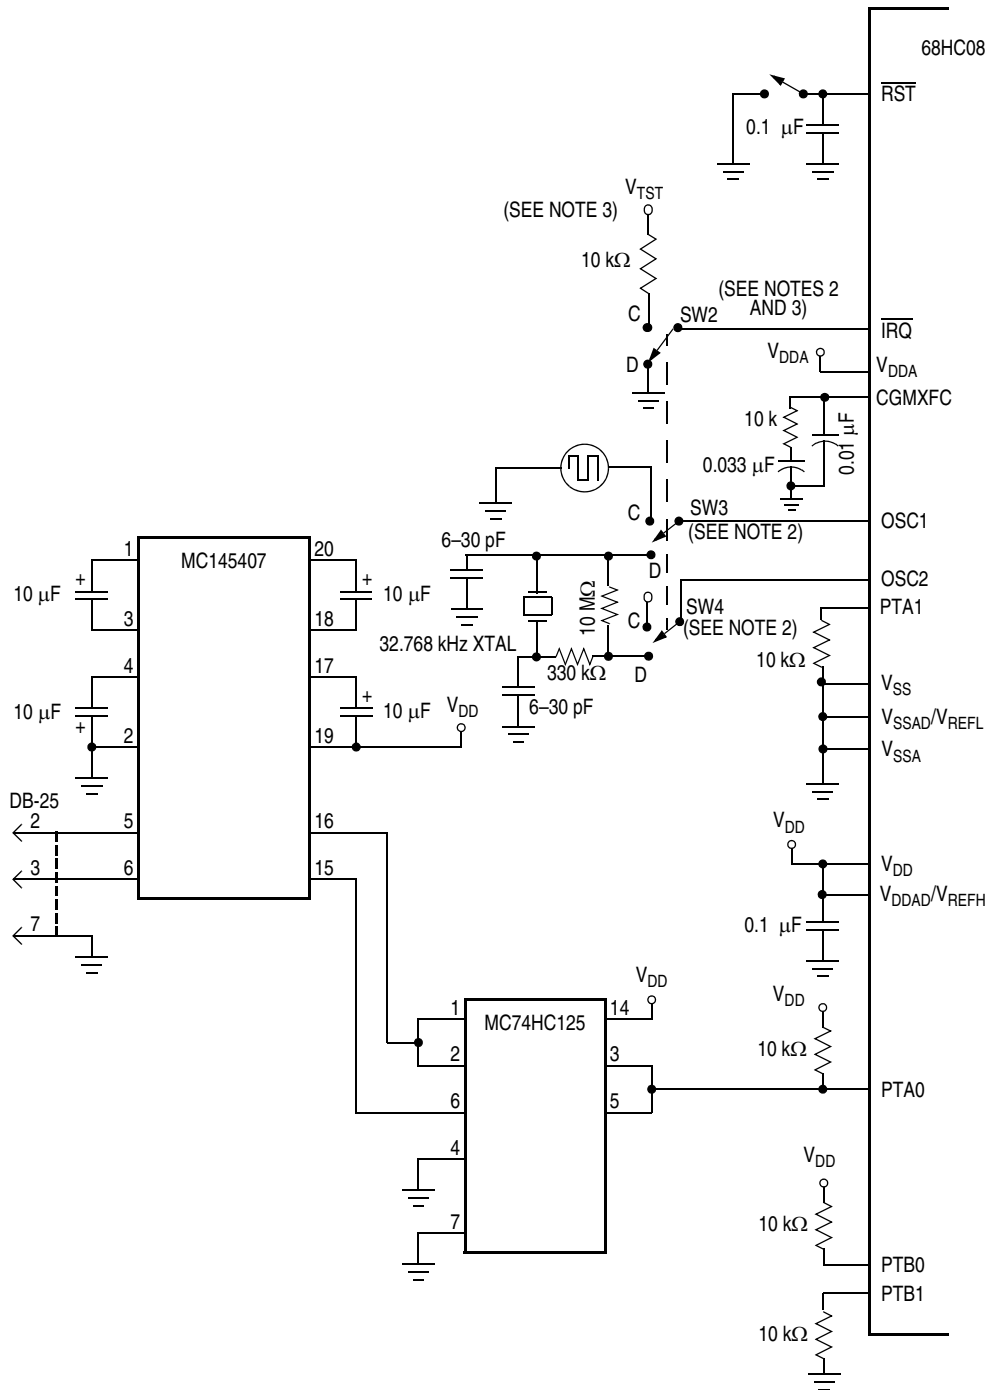 68HC08
RST
0.1 µF
V_TST
(SEE NOTE 3)
10 kΩ
(SEE NOTES 2
AND 3)
C
SW2
IRQ
D
V_DDA
V_DDA
CGMXFC
10 k
0.01 µF
0.033 µF
C
SW3
OSC1
(SEE NOTE 2)
6–30 pF
D
OSC2
10 MΩ
C
SW4
(SEE NOTE 2)
PTA1
32.768 kHz XTAL
330 kΩ
D
10 kΩ
6–30 pF
V_SS
V_SSAD/V_REFL
V_SSA
MC145407
1
20
10 µF
+
+
10 µF
3
18
4
17
10 µF
+
+
10 µF
V_DD
2
19
DB-25
2
5
16
3
6
15
7
V_DD
V_DD
V_DDAD/V_REFH
0.1 µF
V_DD
V_DD
MC74HC125
1
14
2
3
6
5
4
7
10 kΩ
PTA0
V_DD
10 kΩ
PTB0
PTB1
10 kΩ